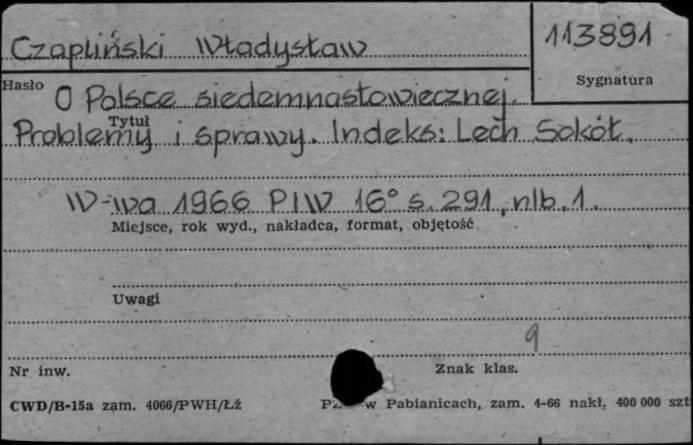 Czapliński Władysław
113891
Hasło
Sygnatura
O Polsce siedemnastowiecznej.
Tytuł
Problemy i sprawy. Indeks: Lech Sokół.
W-wa 1966 PIW 16° s. 291, nlb. 1.
Miejsce, rok wyd., nakładca, format, objętość
Uwagi
9
Nr inw.
Znak klas.
CWD/B-15a zam. 4066/PWH/Łź
w Pabianicach, zam. 4-66 nakł. 400 000 szt